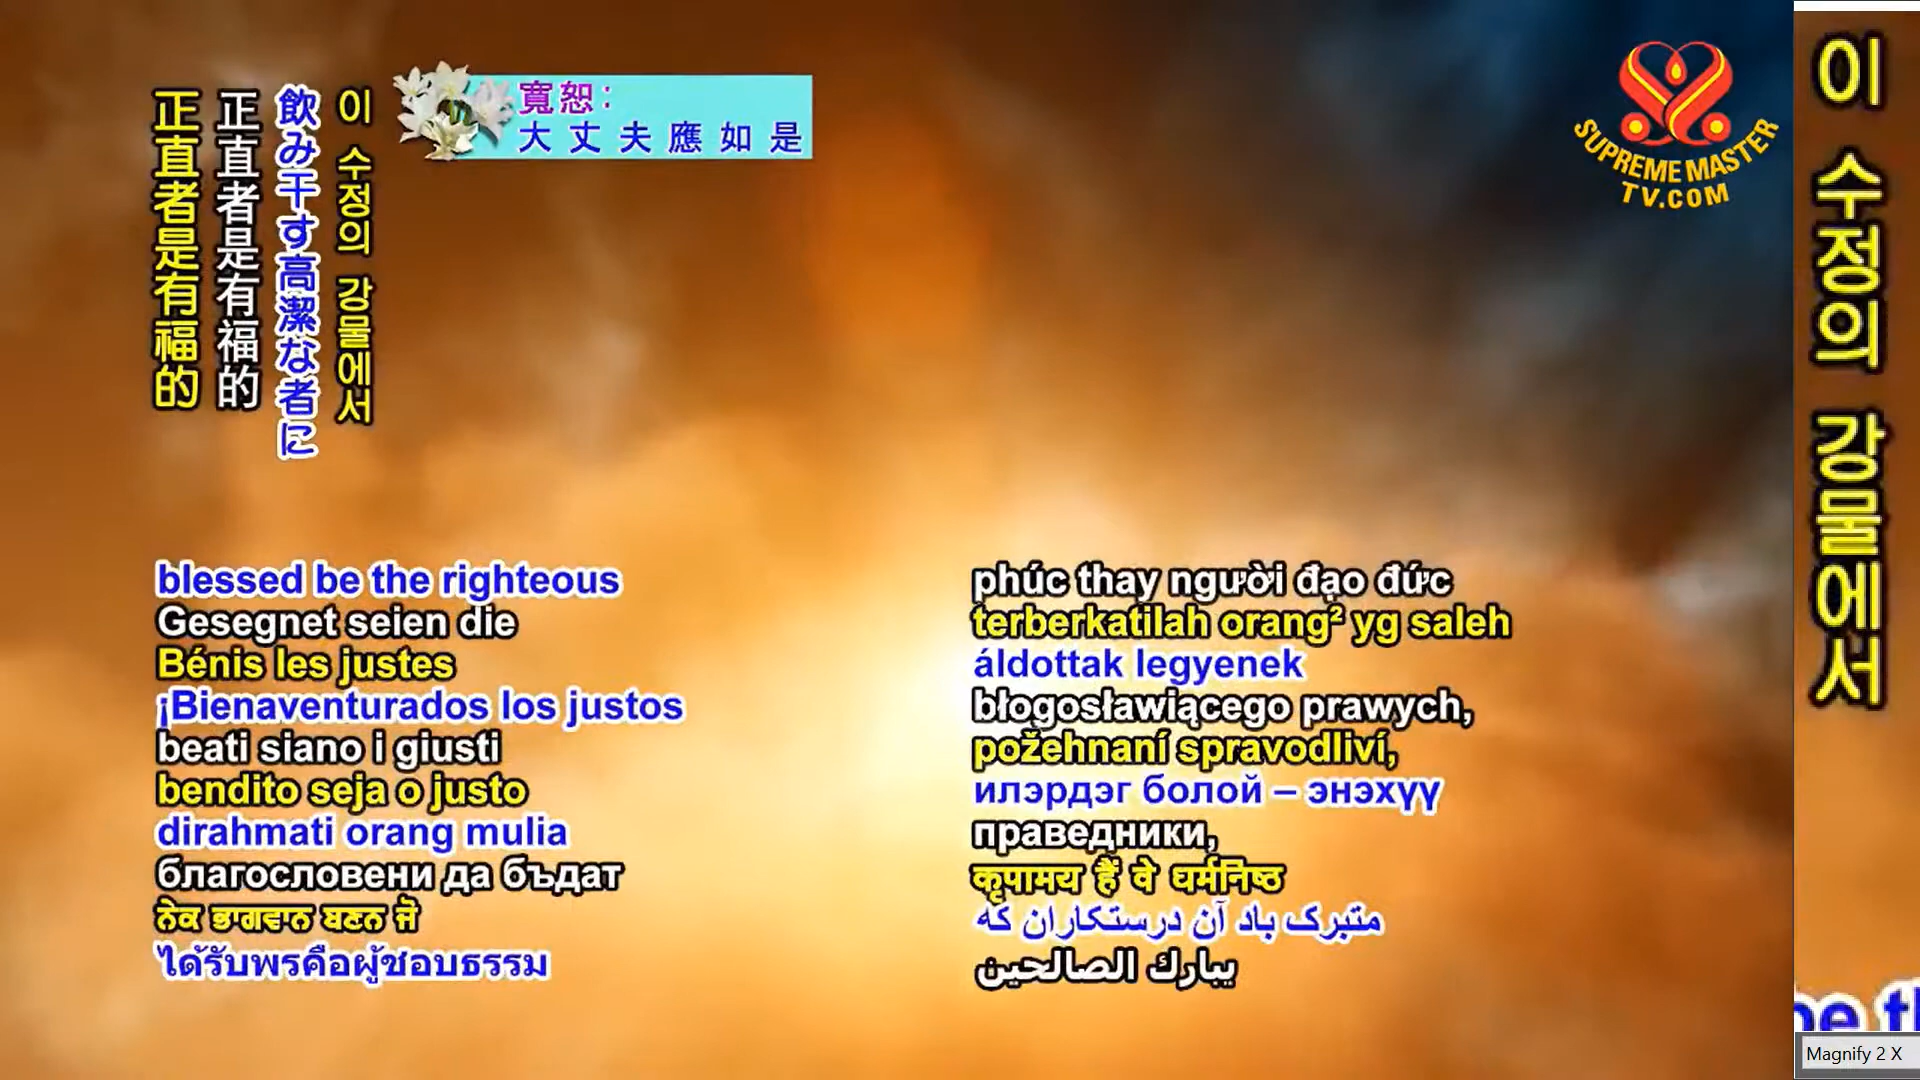 寬恕:
大丈夫應如是
SUPREME MASTER
TV.COM
正直者是有福的
正直者是有福的
飲み干す高潔な者に
이 수정의 강물에서
blessed be the righteous
Gesegnet seien die
Bénis les justes
¡Bienaventurados los justos
beati siano i giusti
bendito seja o justo
dirahmati orang mulia
благословени да бъдат
ਨੇਕ ਭਾਗਵਾਨ ਬਣਨ ਜੋ
ได้รับพรคือผู้ชอบธรรม
phúc thay người đạo đức
terberkatilah orang² yg saleh
áldottak legyenek
błogosławiącego prawych,
požehnaní spravodliví,
илэрдэг болой – энэхүү
праведники,
कृपामय हैं वे धर्मनिष्ठ
متبرک باد آن درستکاران که
يبارك الصالحين
이 수정의 강물에서
be th
Magnify 2 X